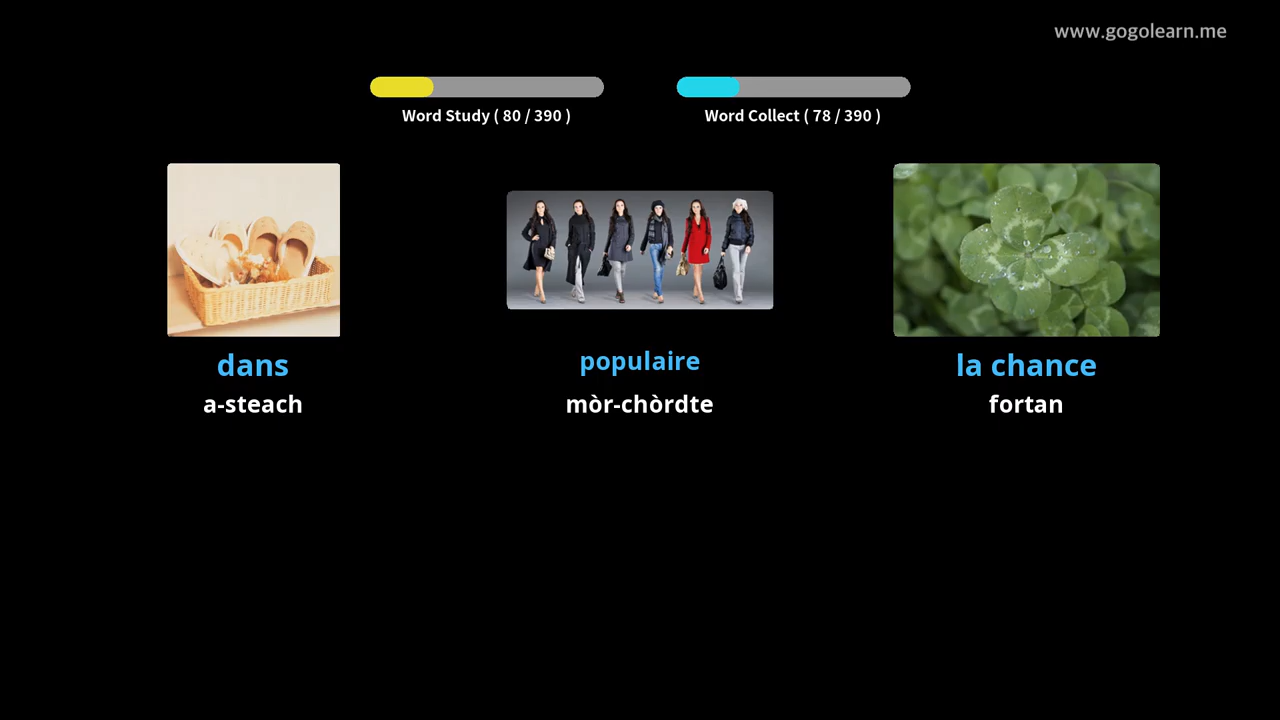 www.gogolearn.me
Word Study ( 80 / 390 )
Word Collect ( 78 / 390 )
dans
a-steach
populaire
mòr-chòrdte
la chance
fortan